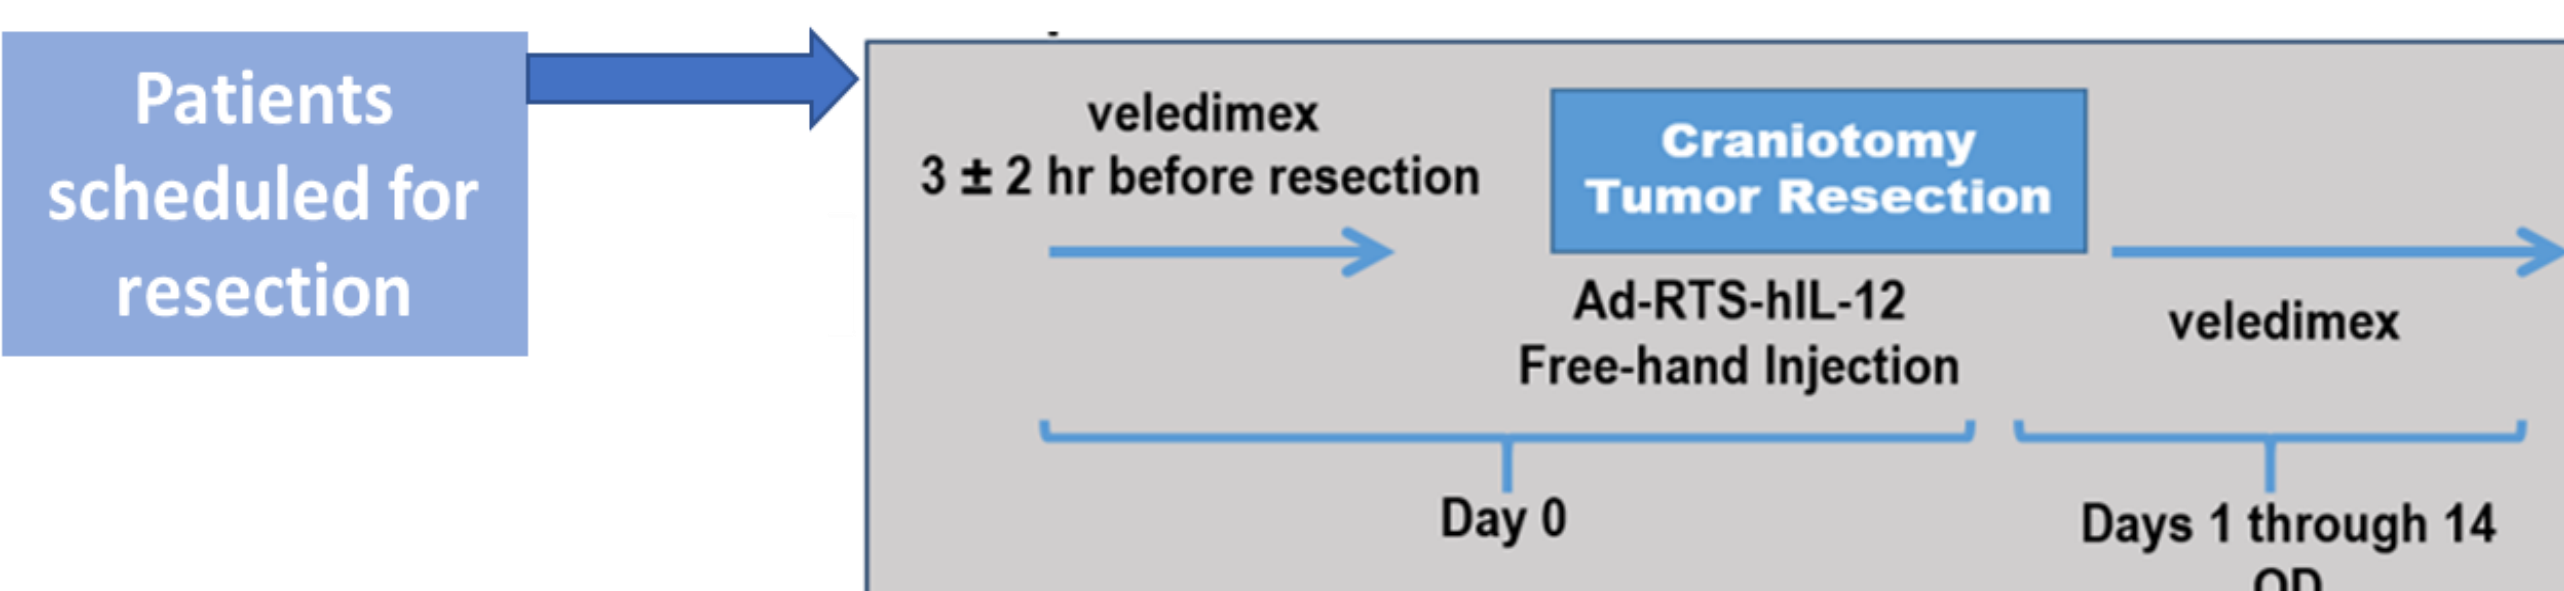 Patients
scheduled for
resection
veledimex
3 ± 2 hr before resection
Craniotomy
Tumor Resection
Ad-RTS-hIL-12
Free-hand Injection
veledimex
Day 0
Days 1 through 14